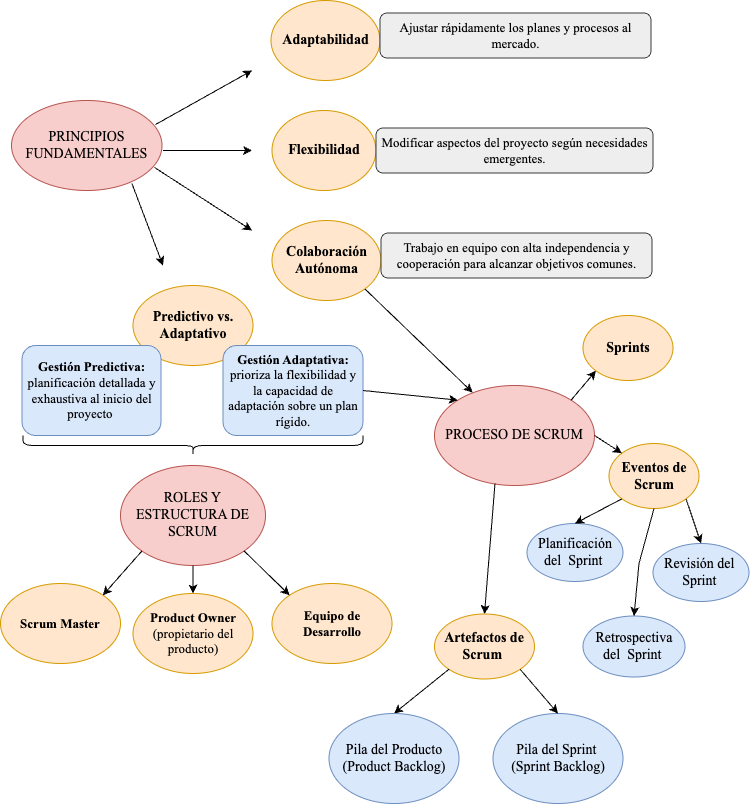 Adaptabilidad
Ajustar rápidamente los planes y procesos al
mercado.
PRINCIPIOS
FUNDAMENTALES
Flexibilidad
Modificar aspectos del proyecto según necesidades
emergentes.
Colaboración
Autónoma
Trabajo en equipo con alta independencia y
cooperación para alcanzar objetivos comunes.
Predictivo vs.
Adaptativo
Gestión Predictiva:
planificación detallada y
exhaustiva al inicio del
proyecto
Gestión Adaptativa:
prioriza la flexibilidad y
la capacidad de
adaptación sobre un plan
rígido.
Sprints
PROCESO DE SCRUM
Eventos de
Scrum
Planificación
del Sprint
Revisión del
Sprint
Retrospectiva
del Sprint
ROLES Y
ESTRUCTURA DE
SCRUM
Scrum Master
Product Owner
(propietario del
producto)
Equipo de
Desarrollo
Artefactos de
Scrum
Pila del Producto
(Product Backlog)
Pila del Sprint
(Sprint Backlog)